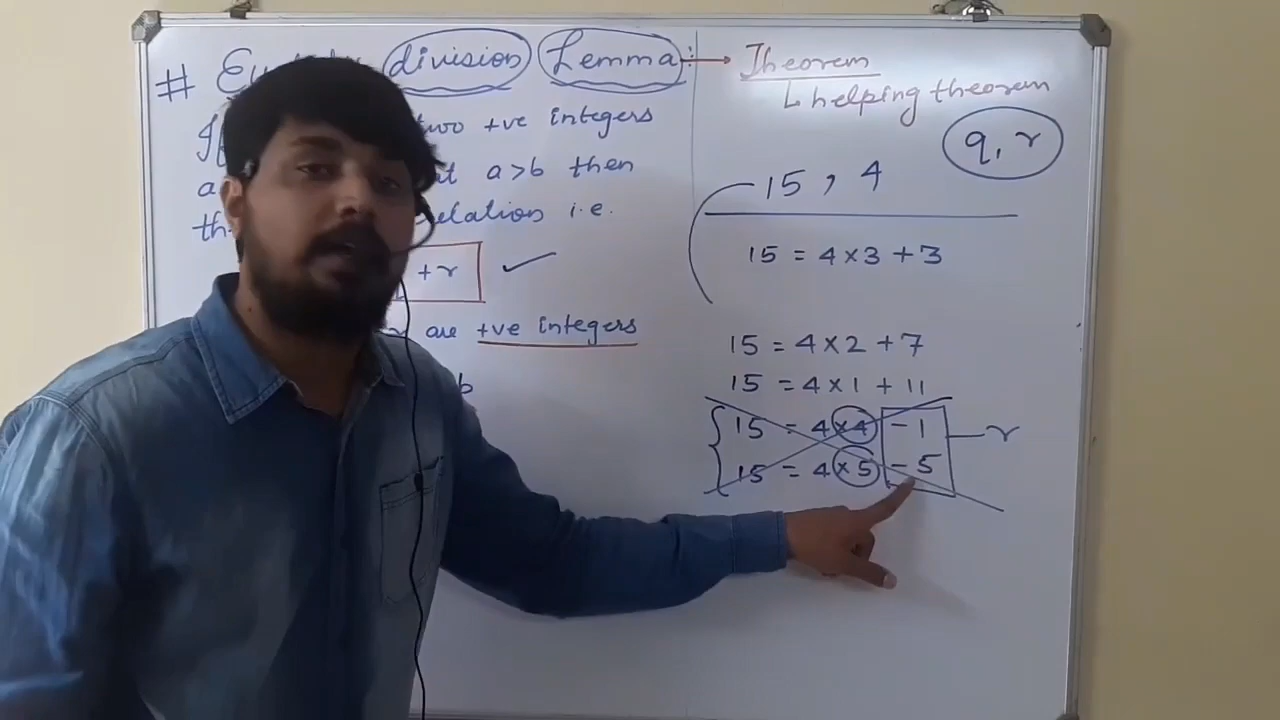 # division Lemma : → Theorem
↳ helping theorem
two +ve integers
a>b then
relation i.e.
+r ✓
are +ve integers
b
q, r
15 , 4
15 = 4×3 +3
15 = 4×2 +7
15 = 4×1 + 11
15 = 4×4 -1 r
15 = 4×5 -5